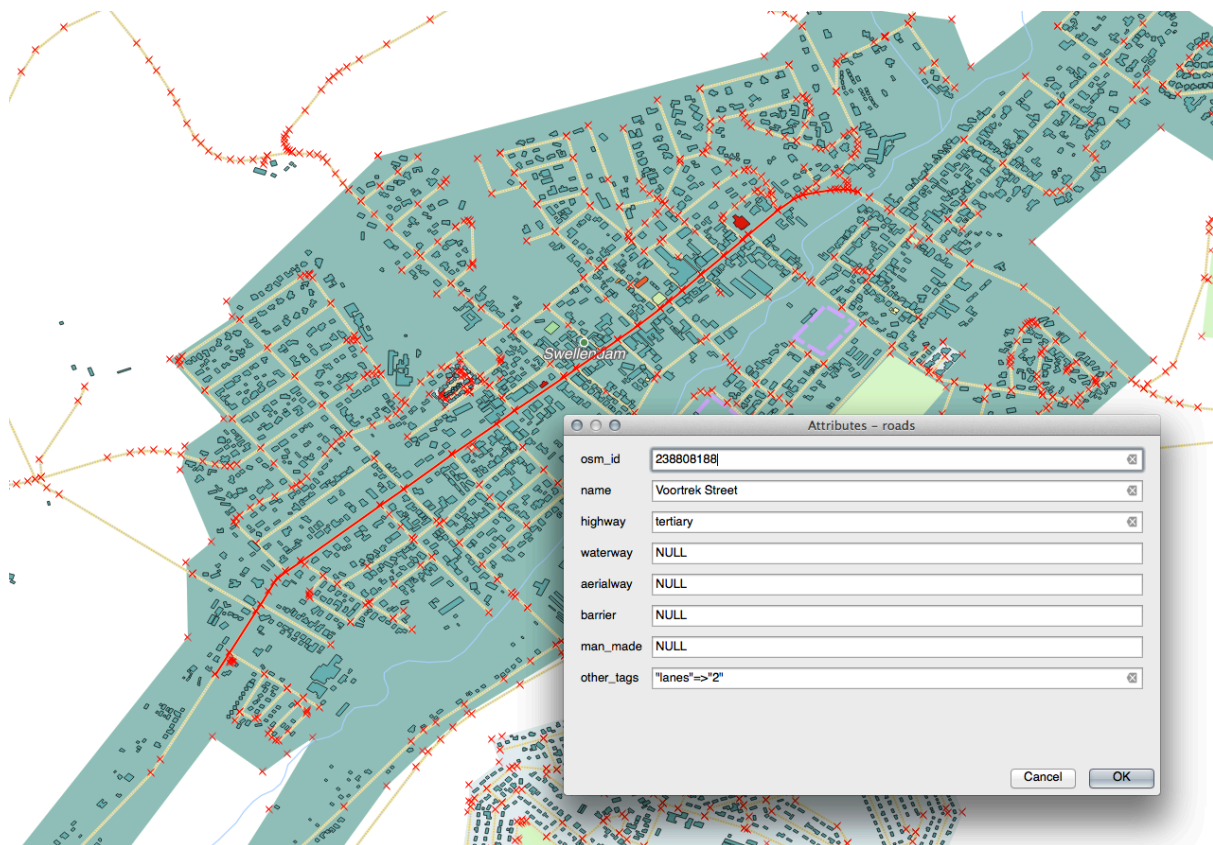 Swellendam
Attributes – roads
osm_id 238808188
name Voortrek Street
highway tertiary
waterway NULL
aerialway NULL
barrier NULL
man_made NULL
other_tags "lanes"=>"2"
Cancel OK